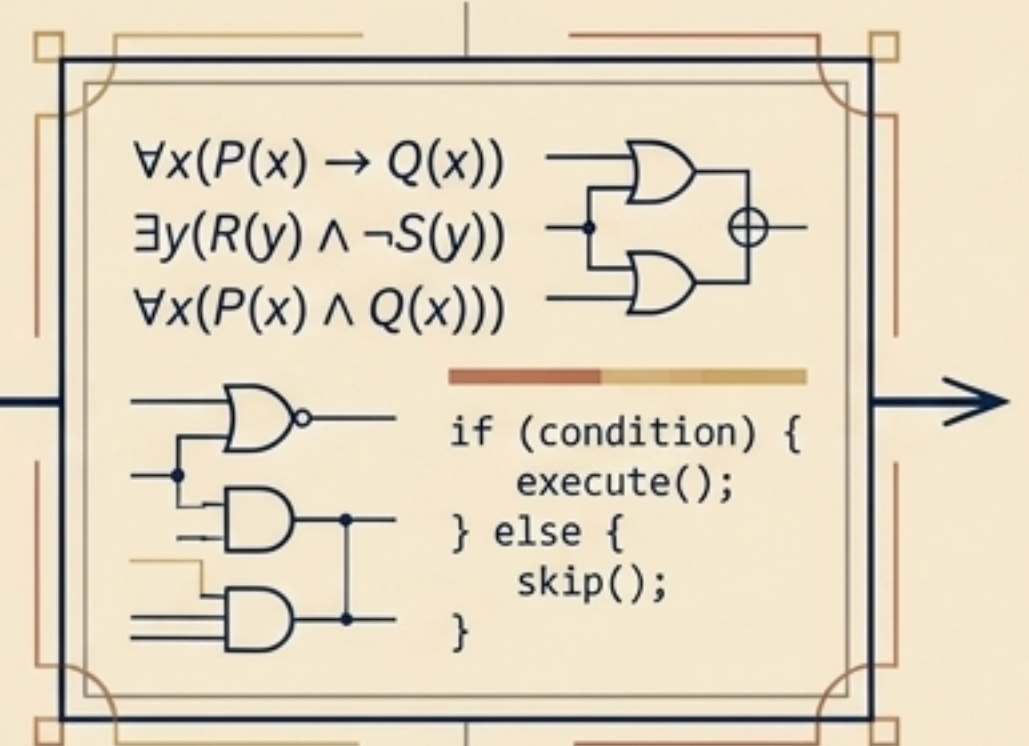 ∀x(P(x) → Q(x))
∃y(R(y) ∧ ¬S(y))
∀x(P(x) ∧ Q(x)))
if (condition) {
   execute();
} else {
   skip();
}